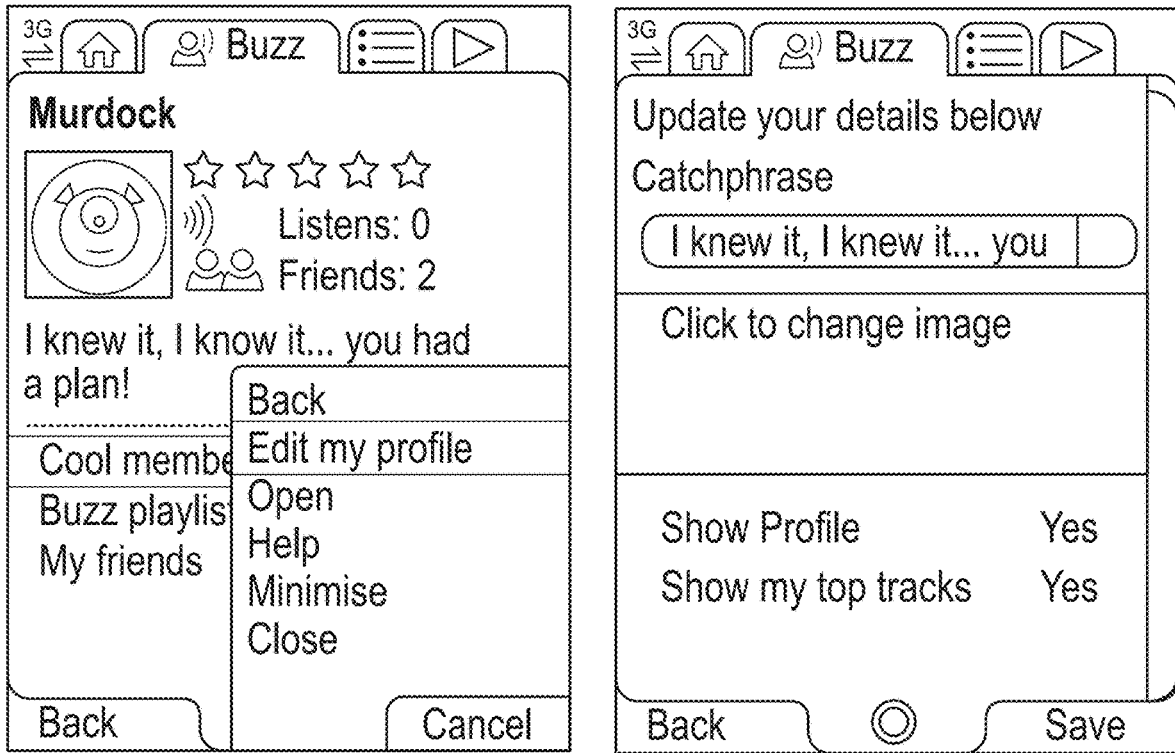 3G
Buzz
Murdock
Listens: 0
Friends: 2
I knew it, I know it... you had
a plan!
Cool membe
Buzz playlis
My friends
Back
Edit my profile
Open
Help
Minimise
Close
Back
Cancel
3G
Buzz
Update your details below
Catchphrase
I knew it, I knew it... you
Click to change image
Show Profile Yes
Show my top tracks Yes
Back
Save